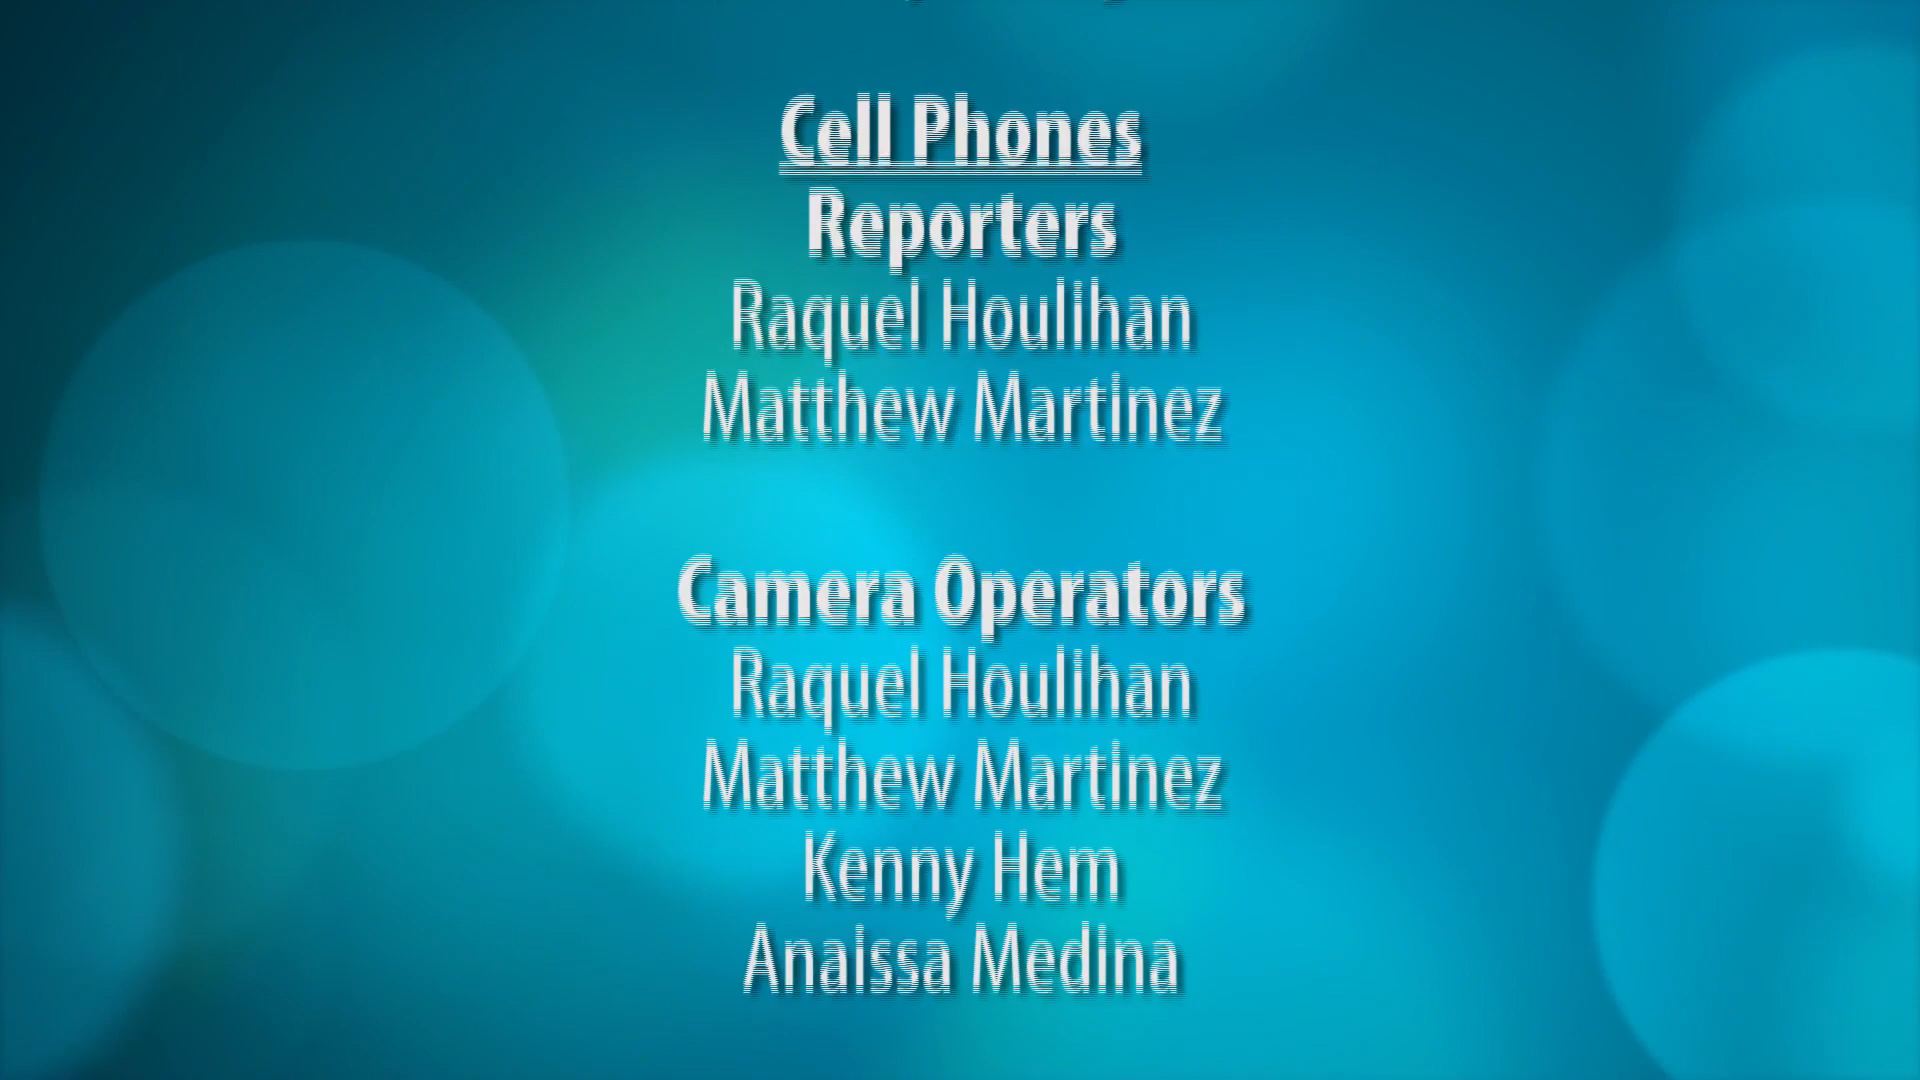 Cell Phones
Reporters
Raquel Houlihan
Matthew Martinez
Camera Operators
Raquel Houlihan
Matthew Martinez
Kenny Hem
Anaissa Medina